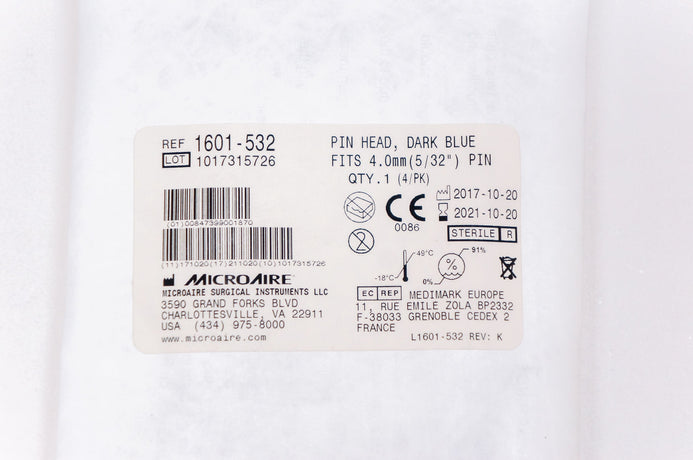 REF 1601-532
LOT 1017315726
(01)00847399001870
(11)171020(17)211020(10)1017315726
MICROAIRE
MICROAIRE SURGICAL INSTRUMENTS LLC
3590 GRAND FORKS BLVD
CHARLOTTESVILLE, VA 22911
USA (434) 975-8000
www.microaire.com
PIN HEAD, DARK BLUE
FITS 4.0mm(5/32") PIN
QTY.1 (4/PK)
CE
0086
2017-10-20
2021-10-20
STERILE R
2
-18°C
49°C
0%
%
91%
EC REP MEDIMARK EUROPE
11, RUE EMILE ZOLA BP2332
F-38033 GRENOBLE CEDEX 2
FRANCE
L1601-532 REV: K